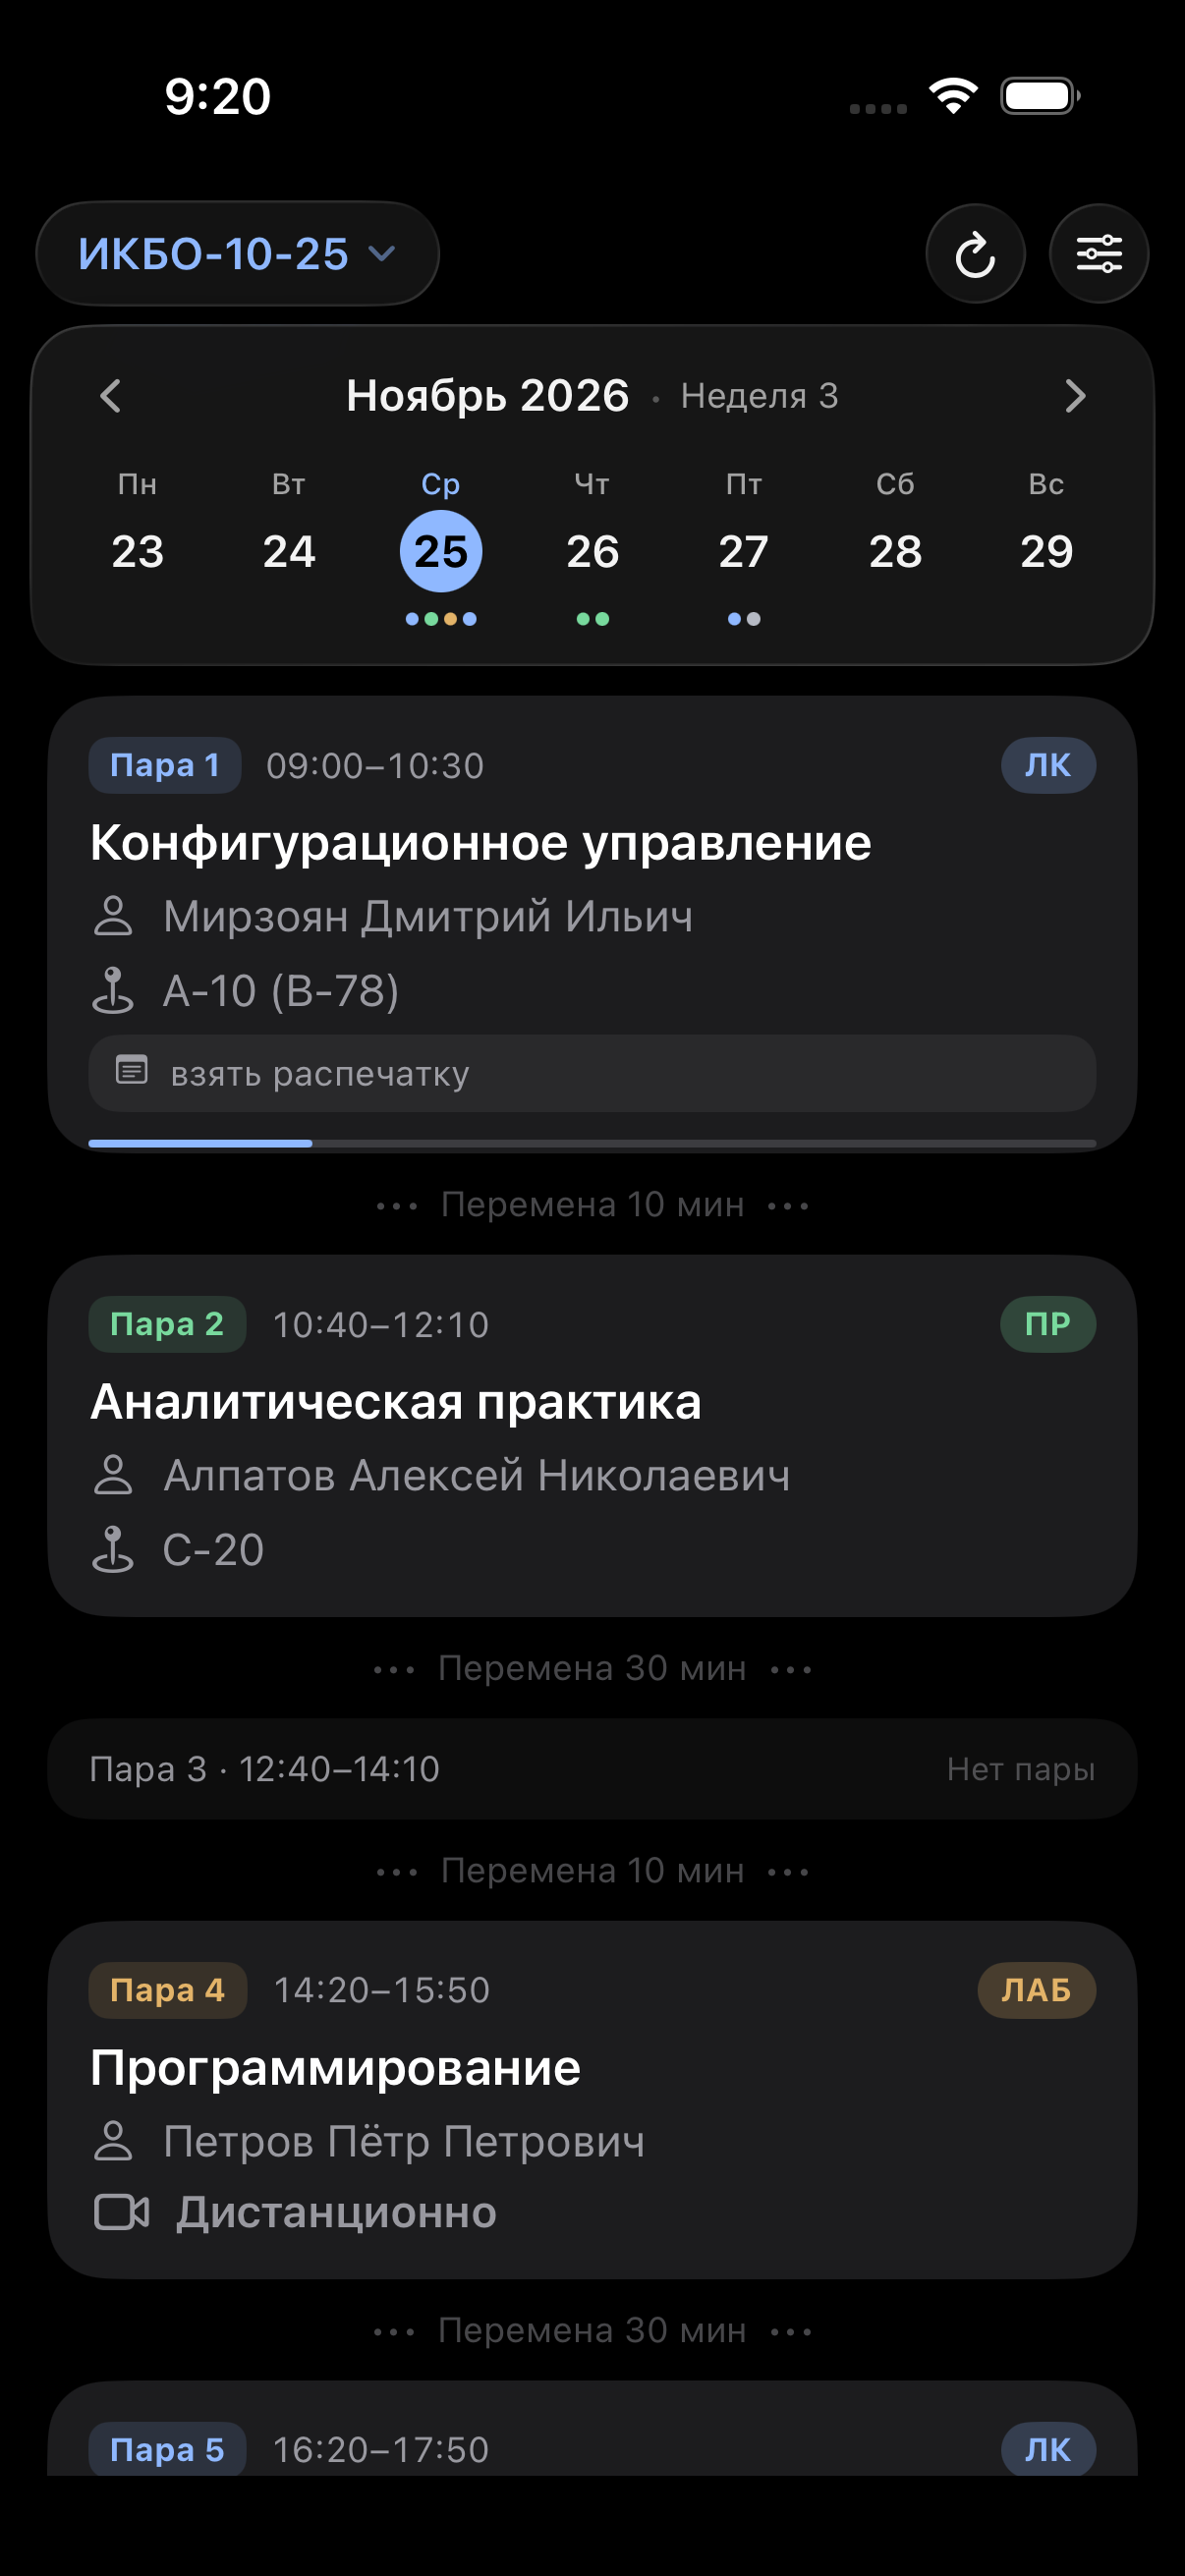 9:20
ИКБО-10-25
Ноябрь 2026 · Неделя 3
Пн Вт Ср Чт Пт Сб Вс
23 24 25 26 27 28 29
Пара 1 09:00–10:30 ЛК
Конфигурационное управление
Мирзоян Дмитрий Ильич
А-10 (В-78)
взять распечатку
••• Перемена 10 мин •••
Пара 2 10:40–12:10 ПР
Аналитическая практика
Алпатов Алексей Николаевич
С-20
••• Перемена 30 мин •••
Пара 3 · 12:40–14:10 Нет пары
••• Перемена 10 мин •••
Пара 4 14:20–15:50 ЛАБ
Программирование
Петров Пётр Петрович
Дистанционно
••• Перемена 30 мин •••
Пара 5 16:20–17:50 ЛК